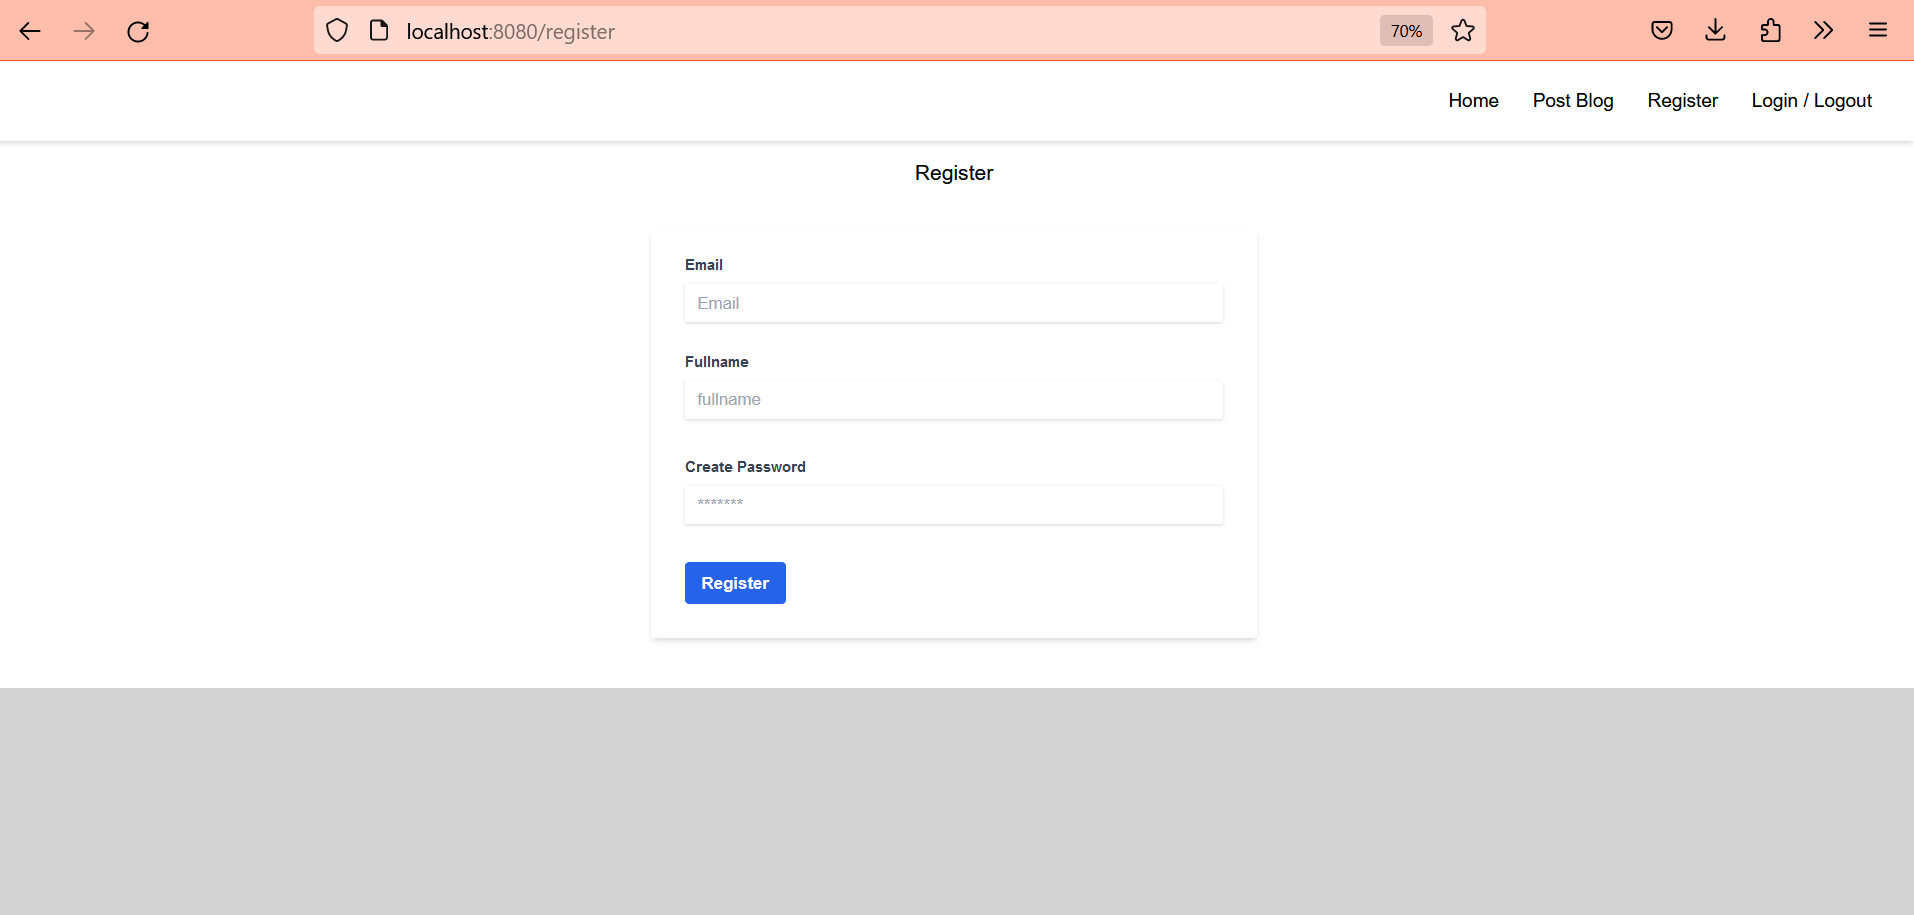 localhost:8080/register 70%
Home Post Blog Register Login / Logout
Register
Email
Email
Fullname
fullname
Create Password
*******
Register